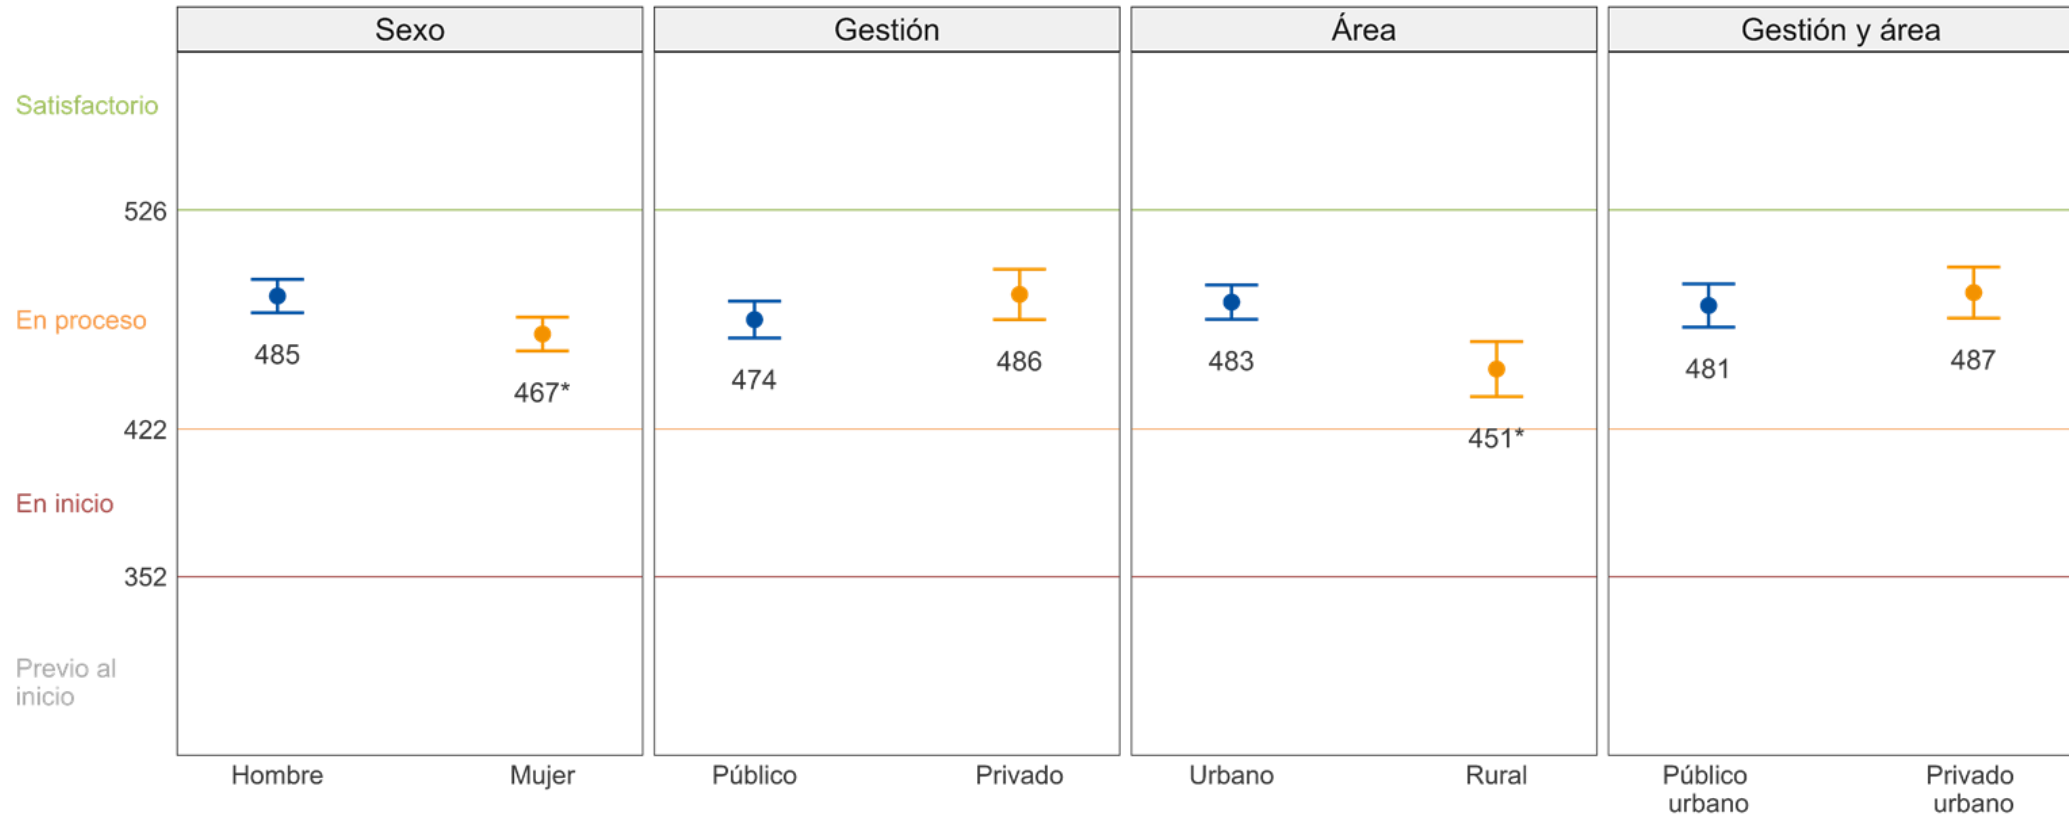 Sexo
Gestión
Área
Gestión y área
Satisfactorio
526
En proceso
485
467*
474
486
483
451*
481
487
422
En inicio
352
Previo al
inicio
Hombre
Mujer
Público
Privado
Urbano
Rural
Público
urbano
Privado
urbano